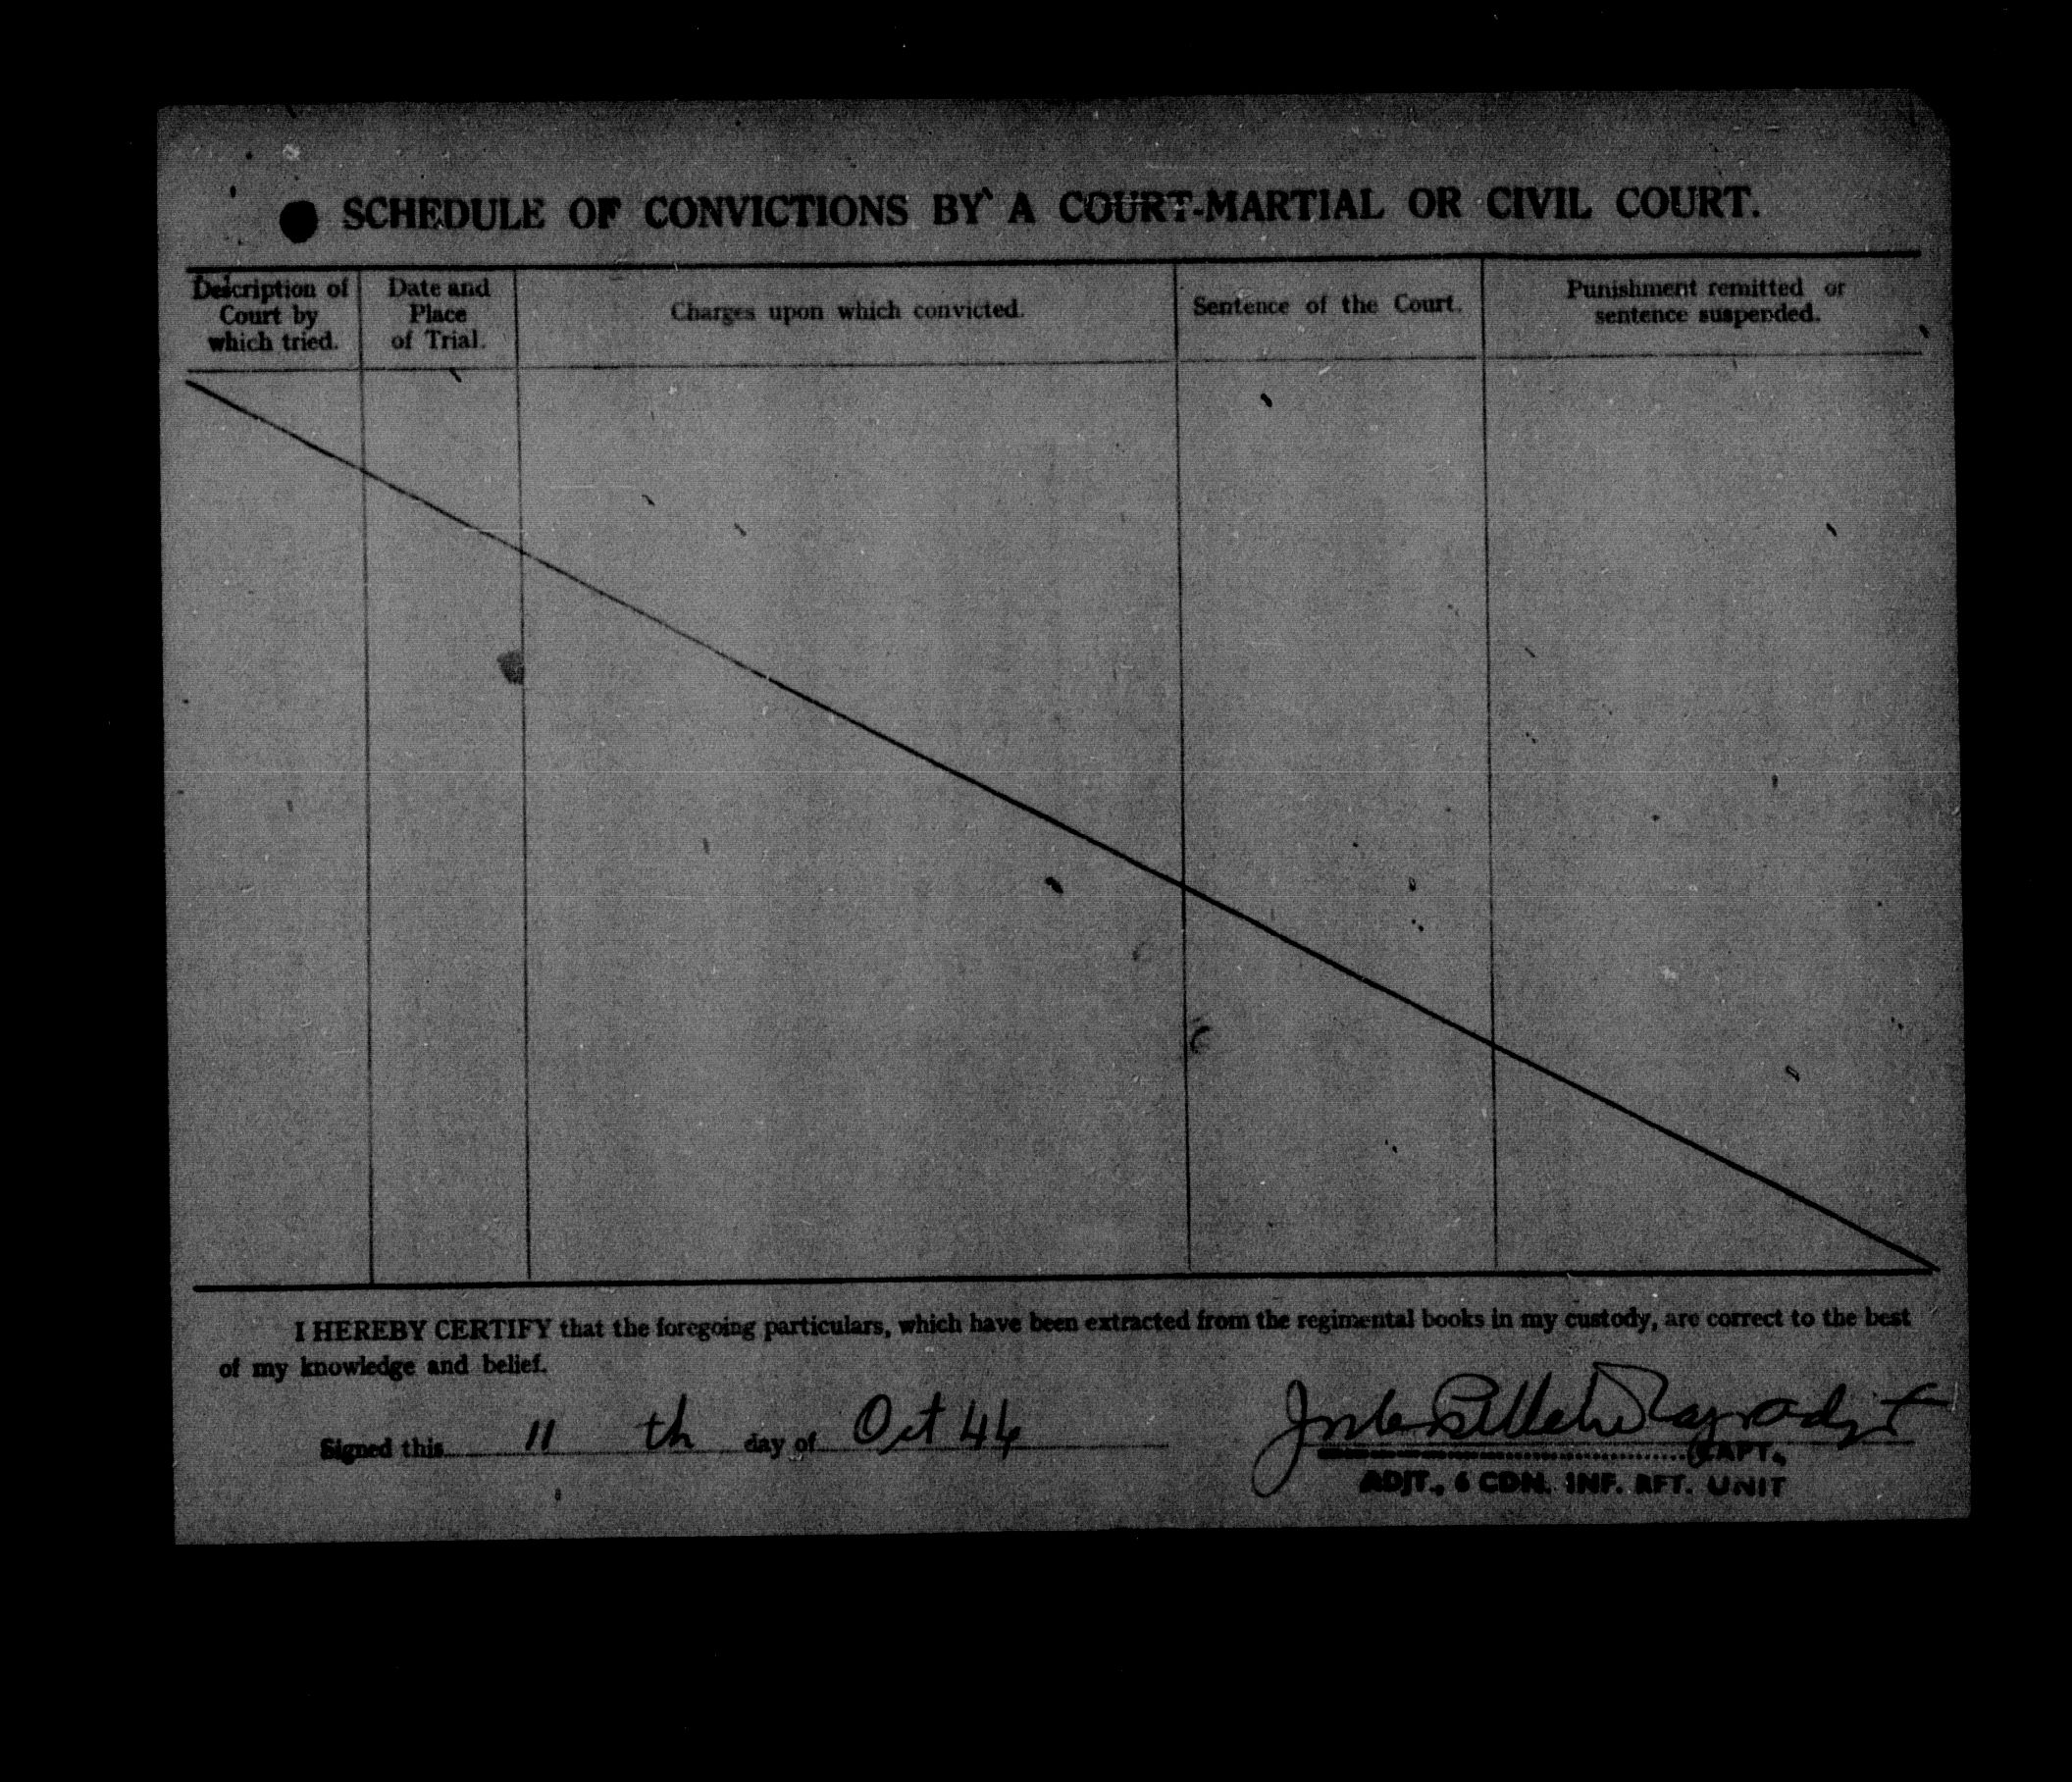 SCHEDULE OF CONVICTIONS BY A COURT-MARTIAL OR CIVIL COURT.
Description of Court by which tried.
Date and Place of Trial.
Charges upon which convicted.
Sentence of the Court.
Punishment remitted or sentence suspended.
I HEREBY CERTIFY that the foregoing particulars, which have been extracted from the regimental books in my custody, are correct to the best
of my knowledge and belief.
Signed this 11 th day of Oct 44
CAPT.
ADJT., 6 CDN. INF. RFT. UNIT